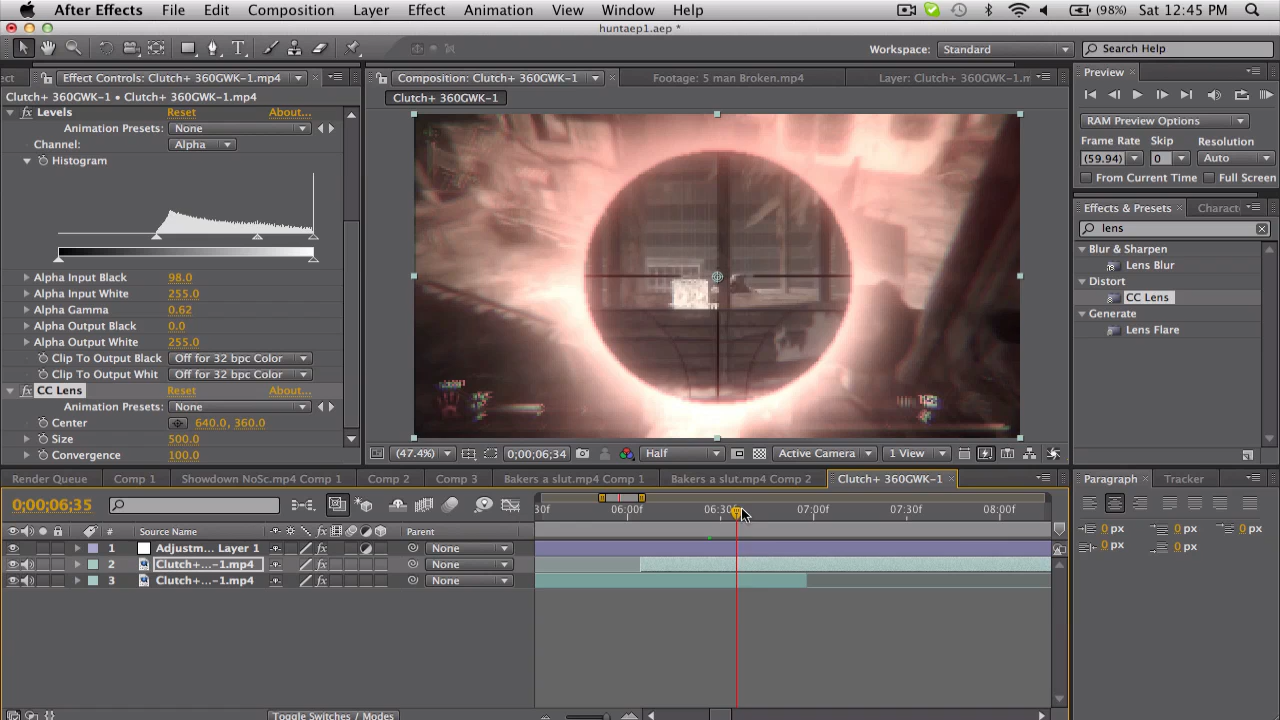 After Effects File Edit Composition Layer Effect Animation View Window Help (98%) Sat 12:45 PM
huntaep1.aep *
Workspace: Standard Search Help
ect Effect Controls: Clutch+ 360GWK-1.mp4 Composition: Clutch+ 360GWK-1 Footage: 5 man Broken.mp4 Layer: Clutch+ 360GWK-1.m Preview
Clutch+ 360GWK-1 • Clutch+ 360GWK-1.mp4 Clutch+ 360GWK-1
Levels Reset About...
Animation Presets: None
Channel: Alpha
Histogram
Alpha Input Black 98.0
Alpha Input White 255.0
Alpha Gamma 0.62
Alpha Output Black 0.0
Alpha Output White 255.0
Clip To Output Black Off for 32 bpc Color
Clip To Output Whit Off for 32 bpc Color
CC Lens Reset About...
Animation Presets: None
Center 640.0, 360.0
Size 500.0
Convergence 100.0
(47.4%) 0;00;06;34 Half Active Camera 1 View
RAM Preview Options
Frame Rate Skip Resolution
(59.94) 0 Auto
From Current Time Full Screen
Effects & Presets Charact
lens
Blur & Sharpen
Lens Blur
Distort
CC Lens
Generate
Lens Flare
Render Queue Comp 1 Showdown NoSc.mp4 Comp 1 Comp 2 Comp 3 Bakers a slut.mp4 Comp 1 Bakers a slut.mp4 Comp 2 Clutch+ 360GWK-1
0;00;06;35
:30f 06:00f 06:30f 07:00f 07:30f 08:00f
# Source Name Parent
1 Adjustm... Layer 1 None
2 Clutch+...-1.mp4 None
3 Clutch+...-1.mp4 None
Toggle Switches / Modes
Paragraph Tracker
0 px 0 px 0 px
0 px 0 px